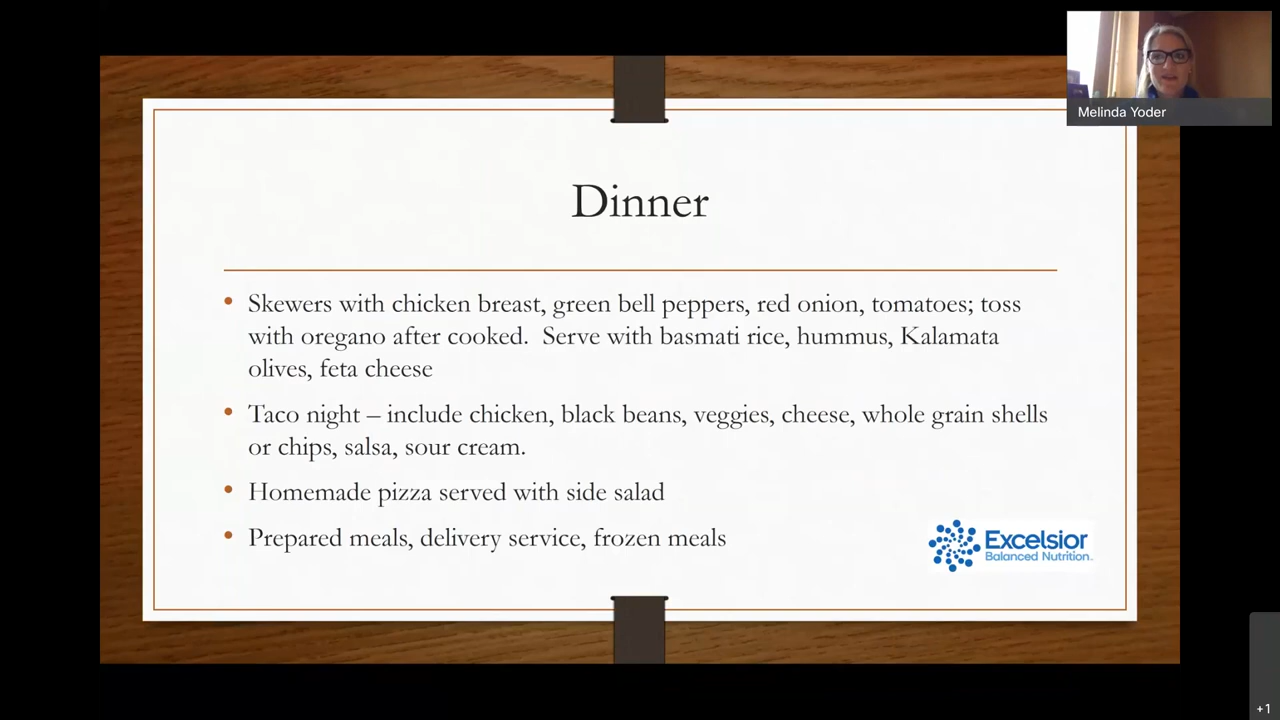 Melinda Yoder
Dinner
• Skewers with chicken breast, green bell peppers, red onion, tomatoes; toss
with oregano after cooked.  Serve with basmati rice, hummus, Kalamata
olives, feta cheese
• Taco night – include chicken, black beans, veggies, cheese, whole grain shells
or chips, salsa, sour cream.
• Homemade pizza served with side salad
• Prepared meals, delivery service, frozen meals
Excelsior
Balanced Nutrition
+1